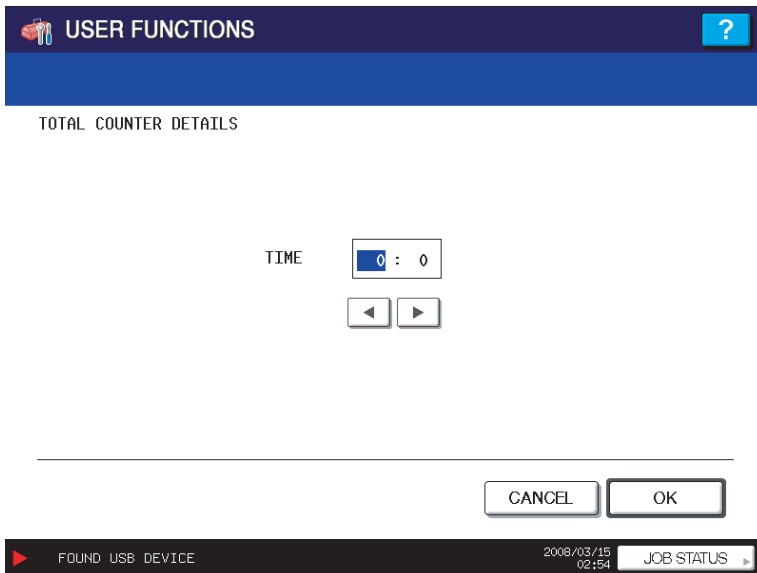 USER FUNCTIONS
?
TOTAL COUNTER DETAILS
TIME 0 : 0
CANCEL OK
FOUND USB DEVICE 2008/03/15 JOB STATUS
02:54